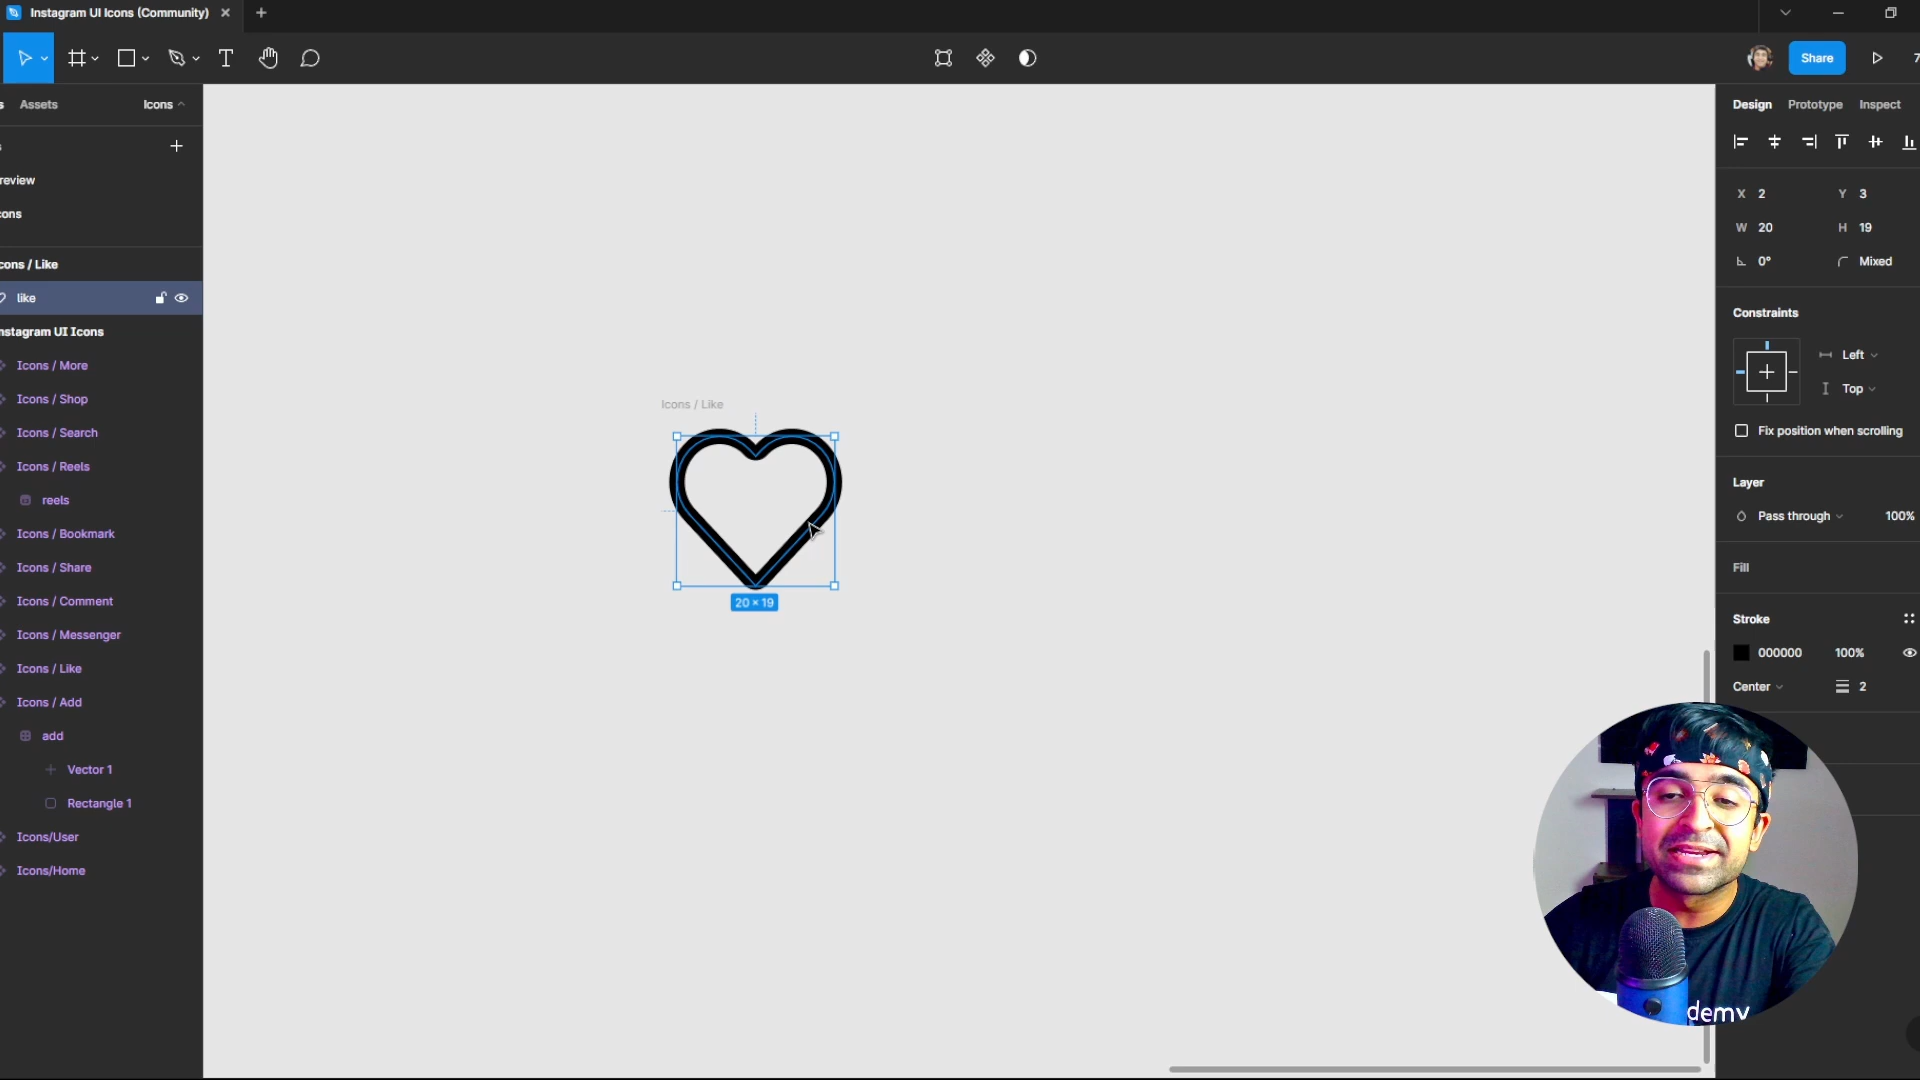 Instagram UI Icons (Community)
Share
7
s
Assets
Icons
s
review
cons
cons / Like
like
nstagram UI Icons
Icons / More
Icons / Shop
Icons / Search
Icons / Reels
reels
Icons / Bookmark
Icons / Share
Icons / Comment
Icons / Messenger
Icons / Like
Icons / Add
add
Vector 1
Rectangle 1
Icons/User
Icons/Home
Icons / Like
20 × 19
Design Prototype Inspect
X 2 Y 3
W 20 H 19
0° Mixed
Constraints
Left
Top
Fix position when scrolling
Layer
Pass through 100%
Fill
Stroke
000000 100%
Center 2
demy